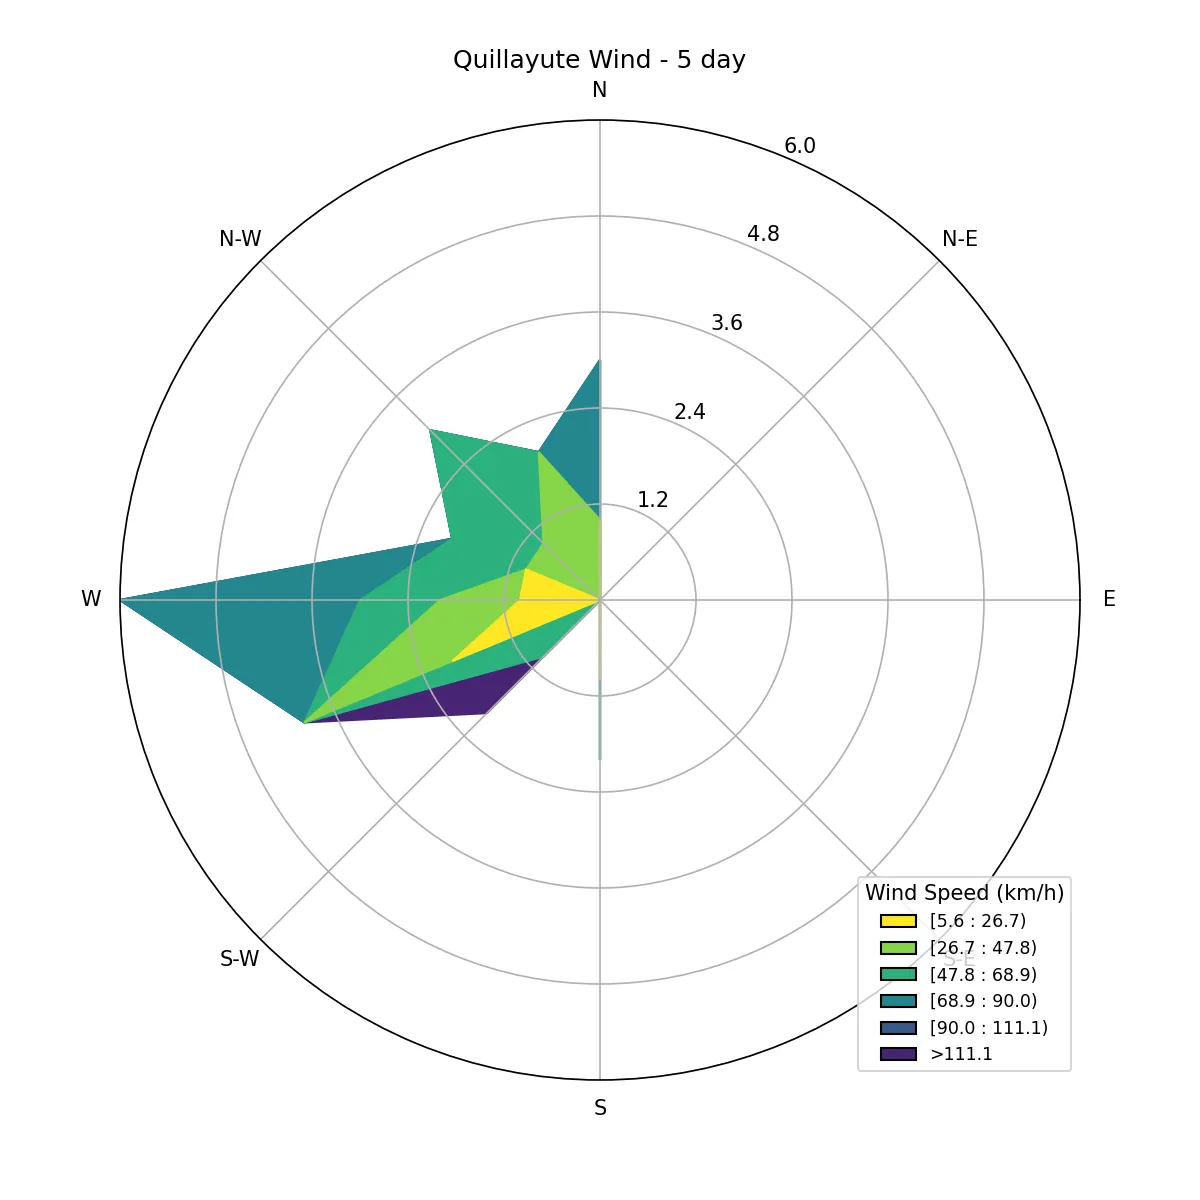 Quillayute Wind - 5 day
N
6.0
N-W
4.8
N-E
3.6
2.4
1.2
W
E
S-W
S-E
S
Wind Speed (km/h)
[5.6 : 26.7)
[26.7 : 47.8)
[47.8 : 68.9)
[68.9 : 90.0)
[90.0 : 111.1)
>111.1